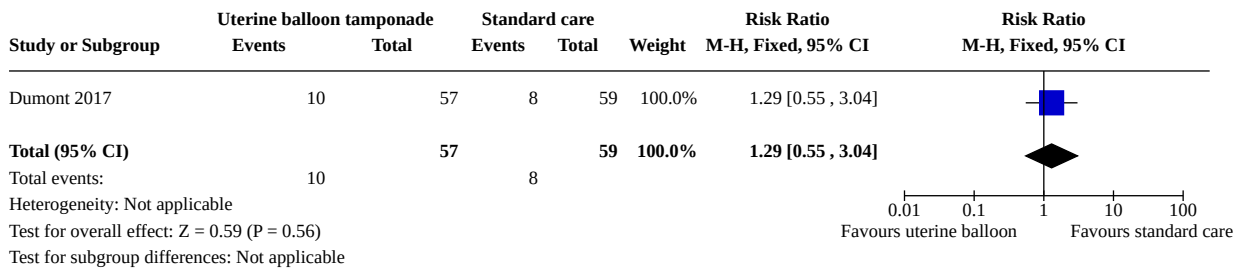 Uterine balloon tamponade Standard care Risk Ratio Risk Ratio
Study or Subgroup Events Total Events Total Weight M-H, Fixed, 95% CI M-H, Fixed, 95% CI
Dumont 2017 10 57 8 59 100.0% 1.29 [0.55 , 3.04]
Total (95% CI) 57 59 100.0% 1.29 [0.55 , 3.04]
Total events: 10 8
Heterogeneity: Not applicable
0.01 0.1 1 10 100
Test for overall effect: Z = 0.59 (P = 0.56)
Favours uterine balloon Favours standard care
Test for subgroup differences: Not applicable